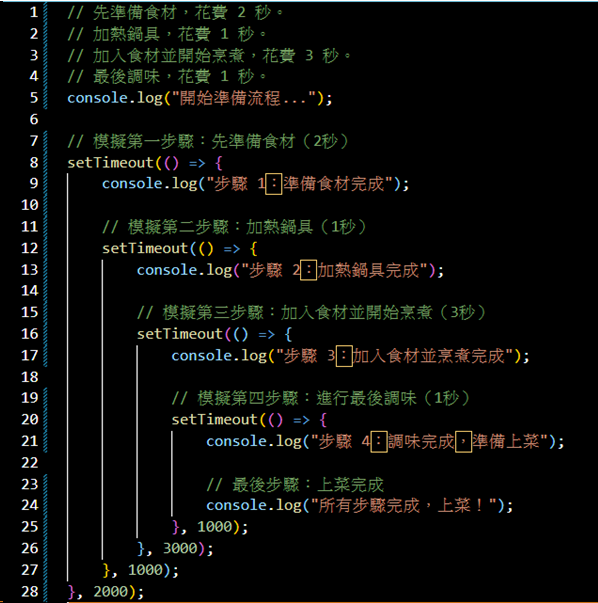 1 // 先準備食材，花費 2 秒。
2 // 加熱鍋具，花費 1 秒。
3 // 加入食材並開始烹煮，花費 3 秒。
4 // 最後調味，花費 1 秒。
5 console.log("開始準備流程...");
6
7 // 模擬第一步驟：先準備食材（2秒）
8 setTimeout(() => {
9     console.log("步驟 1：準備食材完成");
10
11     // 模擬第二步驟：加熱鍋具（1秒）
12     setTimeout(() => {
13         console.log("步驟 2：加熱鍋具完成");
14
15         // 模擬第三步驟：加入食材並開始烹煮（3秒）
16         setTimeout(() => {
17             console.log("步驟 3：加入食材並烹煮完成");
18
19             // 模擬第四步驟：進行最後調味（1秒）
20             setTimeout(() => {
21                 console.log("步驟 4：調味完成，準備上菜");
22
23                 // 最後步驟：上菜完成
24                 console.log("所有步驟完成，上菜！");
25             }, 1000);
26         }, 3000);
27     }, 1000);
28 }, 2000);